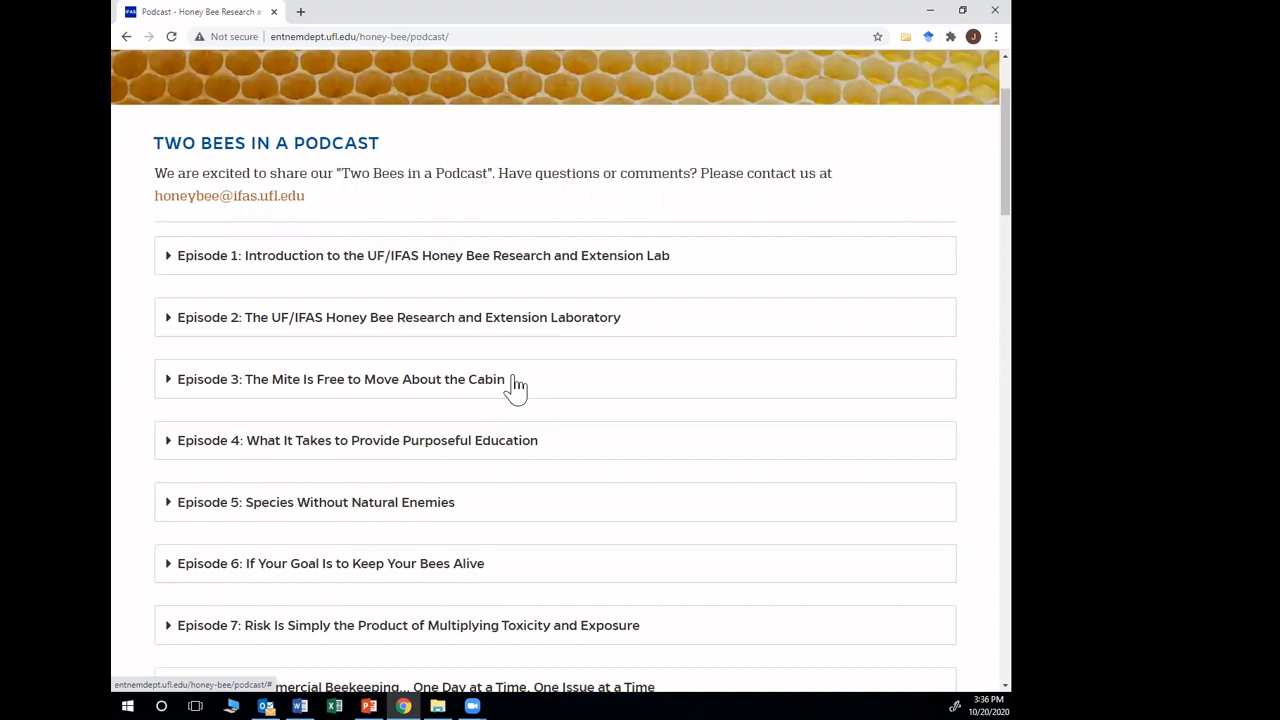 IFAS
Podcast - Honey Bee Research a
Not secure
entnemdept.ufl.edu/honey-bee/podcast/
J
TWO BEES IN A PODCAST
We are excited to share our "Two Bees in a Podcast". Have questions or comments? Please contact us at
honeybee@ifas.ufl.edu
Episode 1: Introduction to the UF/IFAS Honey Bee Research and Extension Lab
Episode 2: The UF/IFAS Honey Bee Research and Extension Laboratory
Episode 3: The Mite Is Free to Move About the Cabin
Episode 4: What It Takes to Provide Purposeful Education
Episode 5: Species Without Natural Enemies
Episode 6: If Your Goal Is to Keep Your Bees Alive
Episode 7: Risk Is Simply the Product of Multiplying Toxicity and Exposure
mercial Beekeeping... One Day at a Time, One Issue at a Time
entnemdept.ufl.edu/honey-bee/podcast/#
3:36 PM
10/20/2020